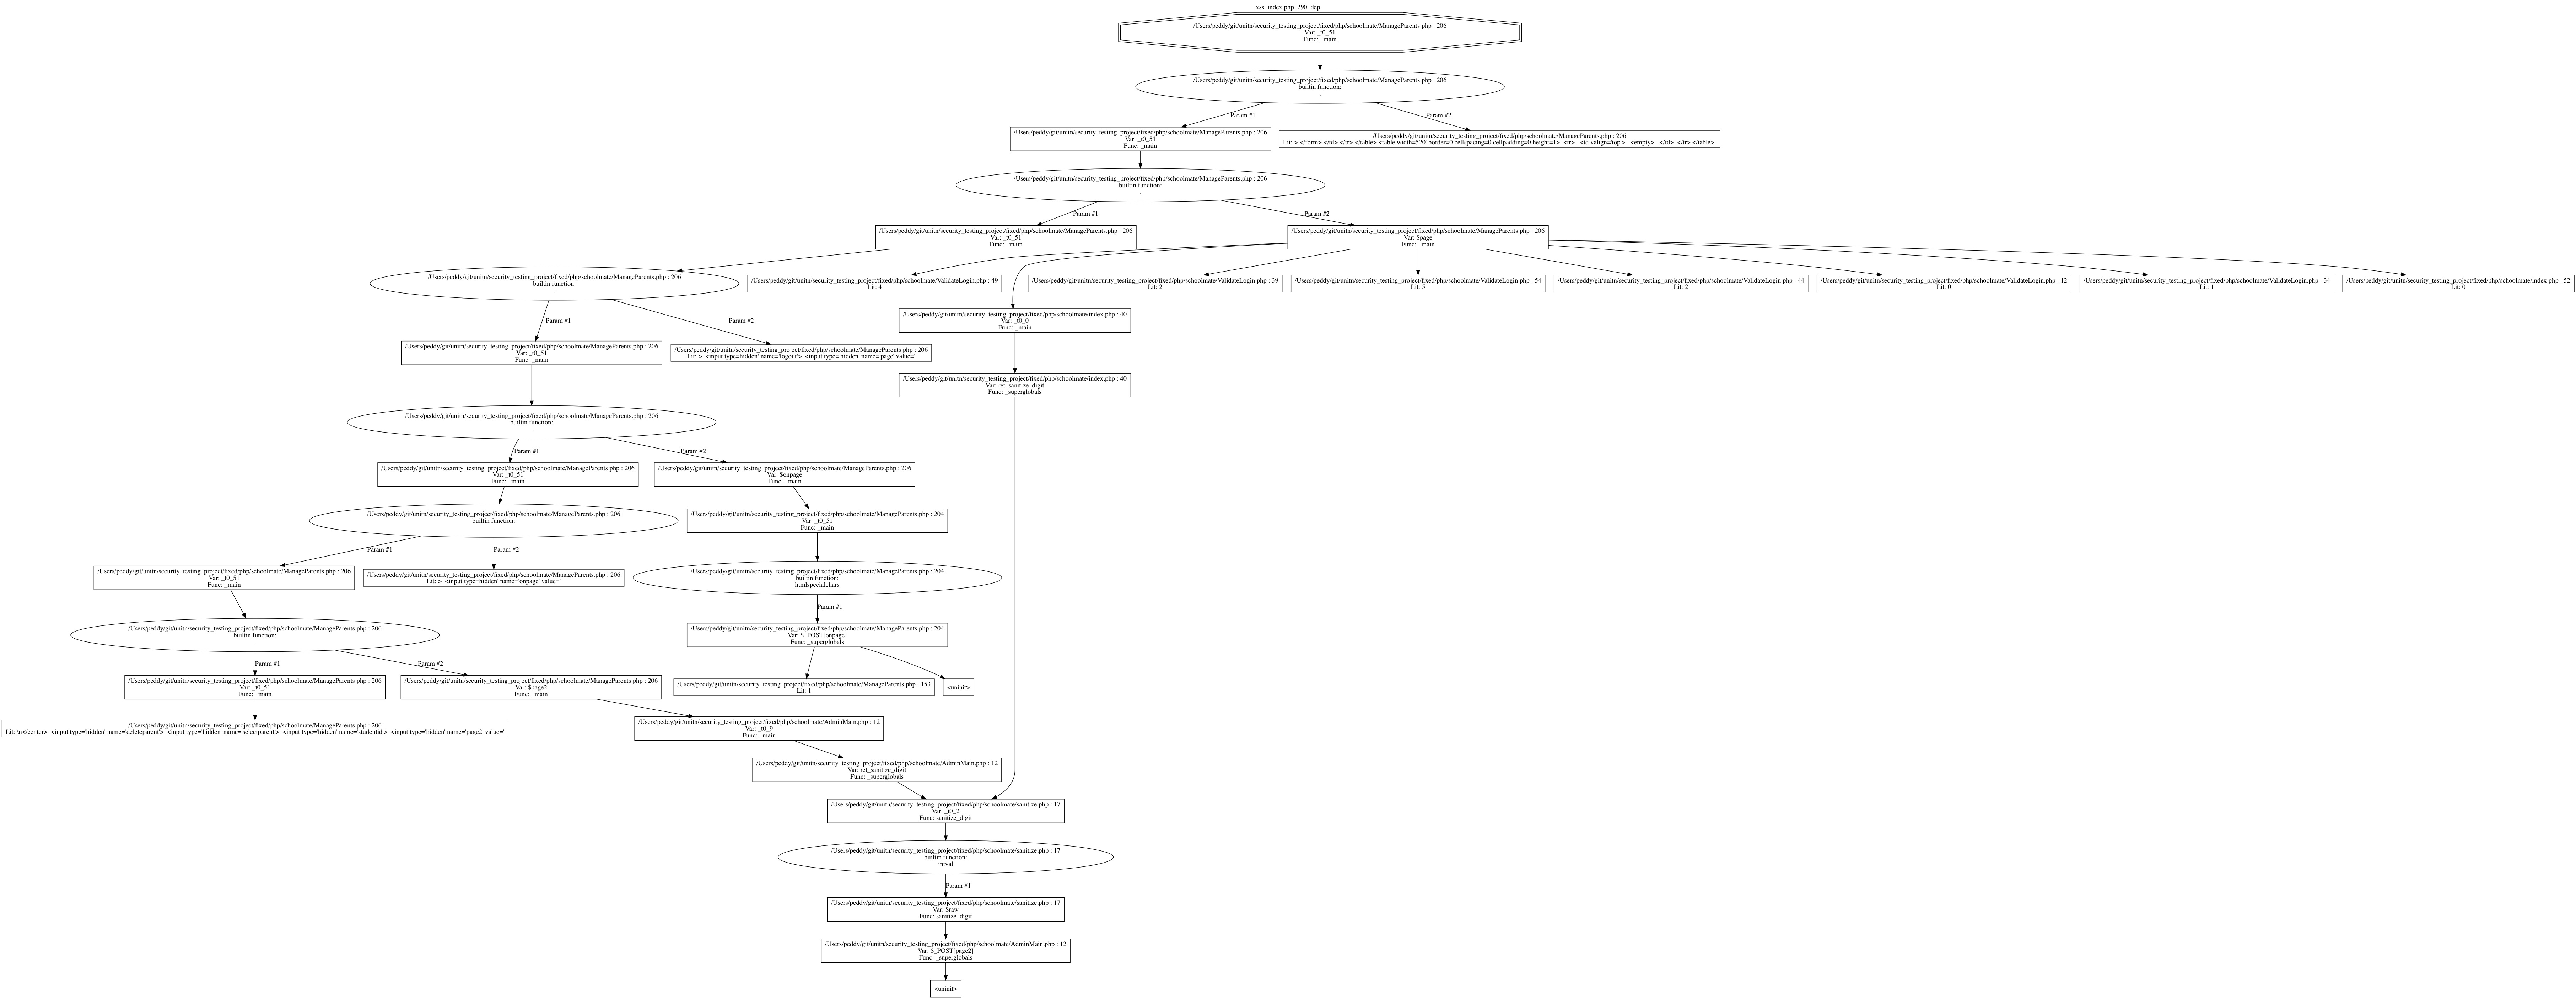 xss_index.php_290_dep
/Users/peddy/git/unitn/security_testing_project/fixed/php/schoolmate/ManageParents.php : 206
Var: _t0_51
Func: _main
/Users/peddy/git/unitn/security_testing_project/fixed/php/schoolmate/ManageParents.php : 206
builtin function:
.
Param #1
Param #2
/Users/peddy/git/unitn/security_testing_project/fixed/php/schoolmate/ManageParents.php : 206
Var: _t0_51
Func: _main
/Users/peddy/git/unitn/security_testing_project/fixed/php/schoolmate/ManageParents.php : 206
Lit: > </form> </td> </tr> </table> <table width=520' border=0 cellspacing=0 cellpadding=0 height=1> <tr> <td valign='top'> <empty> </td> </tr> </table>
/Users/peddy/git/unitn/security_testing_project/fixed/php/schoolmate/ManageParents.php : 206
builtin function:
.
Param #1
Param #2
/Users/peddy/git/unitn/security_testing_project/fixed/php/schoolmate/ManageParents.php : 206
Var: _t0_51
Func: _main
/Users/peddy/git/unitn/security_testing_project/fixed/php/schoolmate/ManageParents.php : 206
Var: $page
Func: _main
/Users/peddy/git/unitn/security_testing_project/fixed/php/schoolmate/ManageParents.php : 206
builtin function:
.
/Users/peddy/git/unitn/security_testing_project/fixed/php/schoolmate/ValidateLogin.php : 49
Lit: 4
/Users/peddy/git/unitn/security_testing_project/fixed/php/schoolmate/ValidateLogin.php : 39
Lit: 2
/Users/peddy/git/unitn/security_testing_project/fixed/php/schoolmate/ValidateLogin.php : 54
Lit: 5
/Users/peddy/git/unitn/security_testing_project/fixed/php/schoolmate/ValidateLogin.php : 44
Lit: 2
/Users/peddy/git/unitn/security_testing_project/fixed/php/schoolmate/ValidateLogin.php : 12
Lit: 0
/Users/peddy/git/unitn/security_testing_project/fixed/php/schoolmate/ValidateLogin.php : 34
Lit: 1
/Users/peddy/git/unitn/security_testing_project/fixed/php/schoolmate/index.php : 52
Lit: 0
Param #1
Param #2
/Users/peddy/git/unitn/security_testing_project/fixed/php/schoolmate/index.php : 40
Var: _t0_0
Func: _main
/Users/peddy/git/unitn/security_testing_project/fixed/php/schoolmate/ManageParents.php : 206
Var: _t0_51
Func: _main
/Users/peddy/git/unitn/security_testing_project/fixed/php/schoolmate/ManageParents.php : 206
Lit: > <input type=hidden' name='logout'> <input type='hidden' name='page' value='
/Users/peddy/git/unitn/security_testing_project/fixed/php/schoolmate/index.php : 40
Var: ret_sanitize_digit
Func: _superglobals
/Users/peddy/git/unitn/security_testing_project/fixed/php/schoolmate/ManageParents.php : 206
builtin function:
.
Param #1
Param #2
/Users/peddy/git/unitn/security_testing_project/fixed/php/schoolmate/ManageParents.php : 206
Var: _t0_51
Func: _main
/Users/peddy/git/unitn/security_testing_project/fixed/php/schoolmate/ManageParents.php : 206
Var: $onpage
Func: _main
/Users/peddy/git/unitn/security_testing_project/fixed/php/schoolmate/ManageParents.php : 206
builtin function:
.
/Users/peddy/git/unitn/security_testing_project/fixed/php/schoolmate/ManageParents.php : 204
Var: _t0_51
Func: _main
Param #1
Param #2
/Users/peddy/git/unitn/security_testing_project/fixed/php/schoolmate/ManageParents.php : 206
Var: _t0_51
Func: _main
/Users/peddy/git/unitn/security_testing_project/fixed/php/schoolmate/ManageParents.php : 206
Lit: > <input type=hidden' name='onpage' value='
/Users/peddy/git/unitn/security_testing_project/fixed/php/schoolmate/ManageParents.php : 204
builtin function:
htmlspecialchars
Param #1
/Users/peddy/git/unitn/security_testing_project/fixed/php/schoolmate/ManageParents.php : 206
builtin function:
.
/Users/peddy/git/unitn/security_testing_project/fixed/php/schoolmate/ManageParents.php : 204
Var: $_POST[onpage]
Func: _superglobals
Param #1
Param #2
/Users/peddy/git/unitn/security_testing_project/fixed/php/schoolmate/ManageParents.php : 206
Var: _t0_51
Func: _main
/Users/peddy/git/unitn/security_testing_project/fixed/php/schoolmate/ManageParents.php : 206
Var: $page2
Func: _main
/Users/peddy/git/unitn/security_testing_project/fixed/php/schoolmate/ManageParents.php : 153
Lit: 1
<uninit>
/Users/peddy/git/unitn/security_testing_project/fixed/php/schoolmate/ManageParents.php : 206
Lit: \n</center> <input type='hidden' name='deleteparent'> <input type='hidden' name='selectparent'> <input type='hidden' name='studentid'> <input type='hidden' name='page2' value='
/Users/peddy/git/unitn/security_testing_project/fixed/php/schoolmate/AdminMain.php : 12
Var: _t0_9
Func: _main
/Users/peddy/git/unitn/security_testing_project/fixed/php/schoolmate/AdminMain.php : 12
Var: ret_sanitize_digit
Func: _superglobals
/Users/peddy/git/unitn/security_testing_project/fixed/php/schoolmate/sanitize.php : 17
Var: _t0_2
Func: sanitize_digit
/Users/peddy/git/unitn/security_testing_project/fixed/php/schoolmate/sanitize.php : 17
builtin function:
intval
Param #1
/Users/peddy/git/unitn/security_testing_project/fixed/php/schoolmate/sanitize.php : 17
Var: $raw
Func: sanitize_digit
/Users/peddy/git/unitn/security_testing_project/fixed/php/schoolmate/AdminMain.php : 12
Var: $_POST[page2]
Func: _superglobals
<uninit>